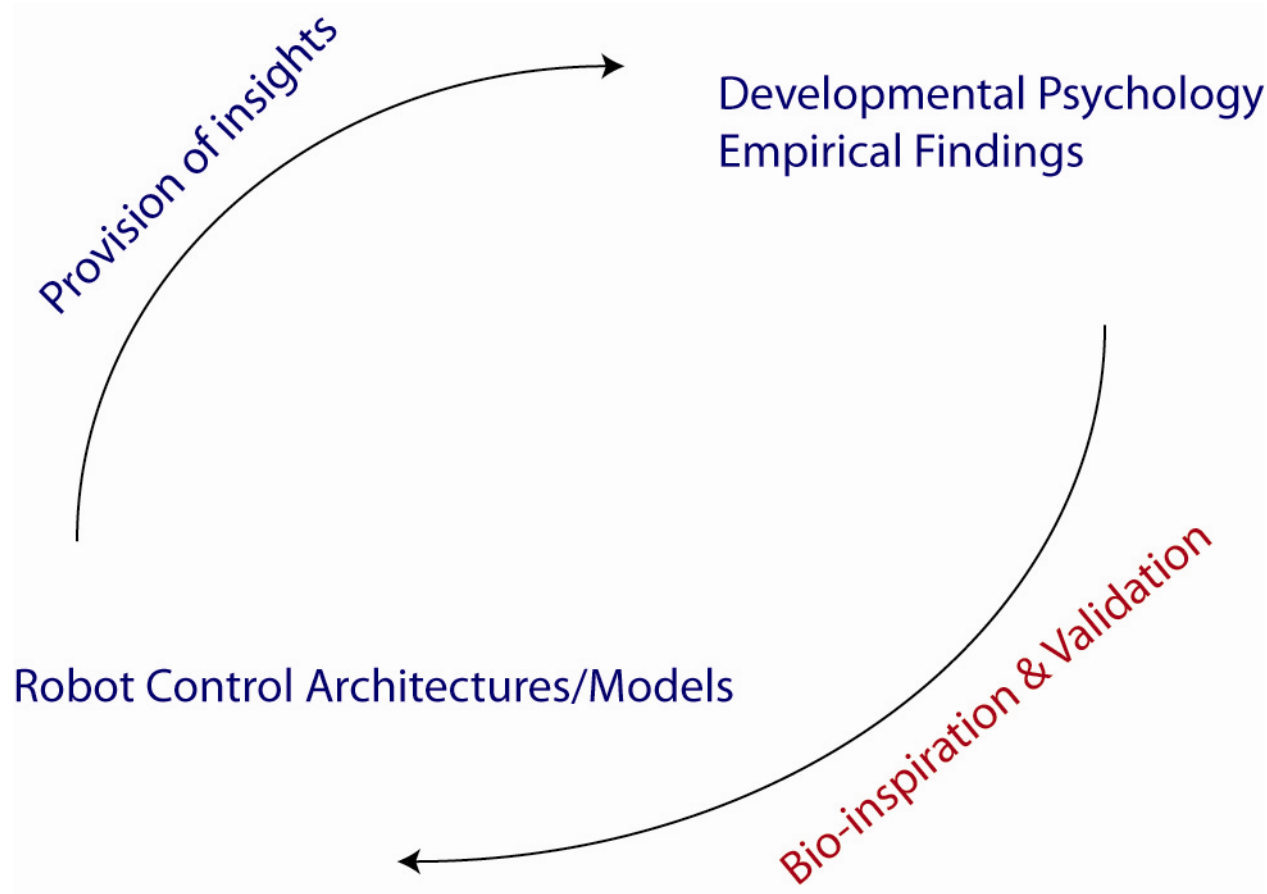 Provision of insights
Developmental Psychology
Empirical Findings
Robot Control Architectures/Models
Bio-inspiration & Validation